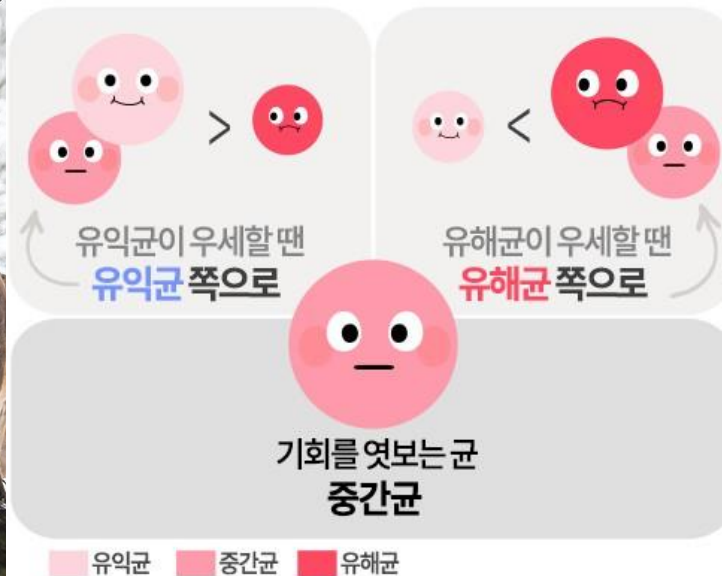 >
유익균이 우세할 땐
유익균 쪽으로
<
유해균이 우세할 땐
유해균 쪽으로
기회를 엿보는 균
중간균
유익균 중간균 유해균